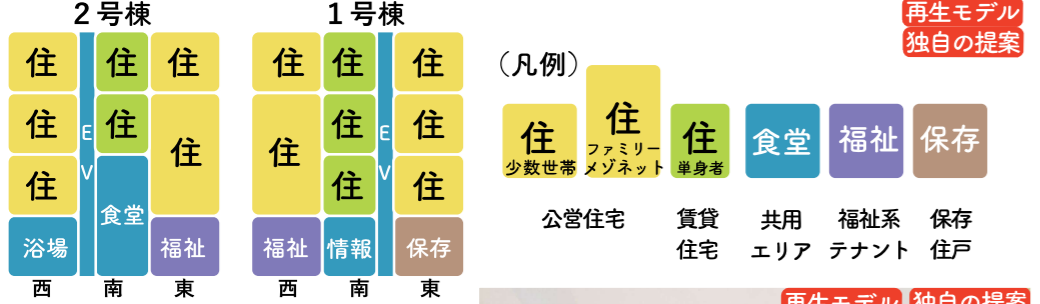 ２号棟
住
住
住
住
住
住
EV
住
住
食堂
浴場
福祉
西
南
東
１号棟
住
住
住
住
住
EV
住
住
住
福祉
情報
保存
西
南
東
再生モデル
独自の提案
（凡例）
住
少数世帯
住
ファミリー
メゾネット
住
単身者
食堂
福祉
保存
公営住宅
賃貸
住宅
共用
エリア
福祉系
テナント
保存
住戸
再生モデル
独自の提案